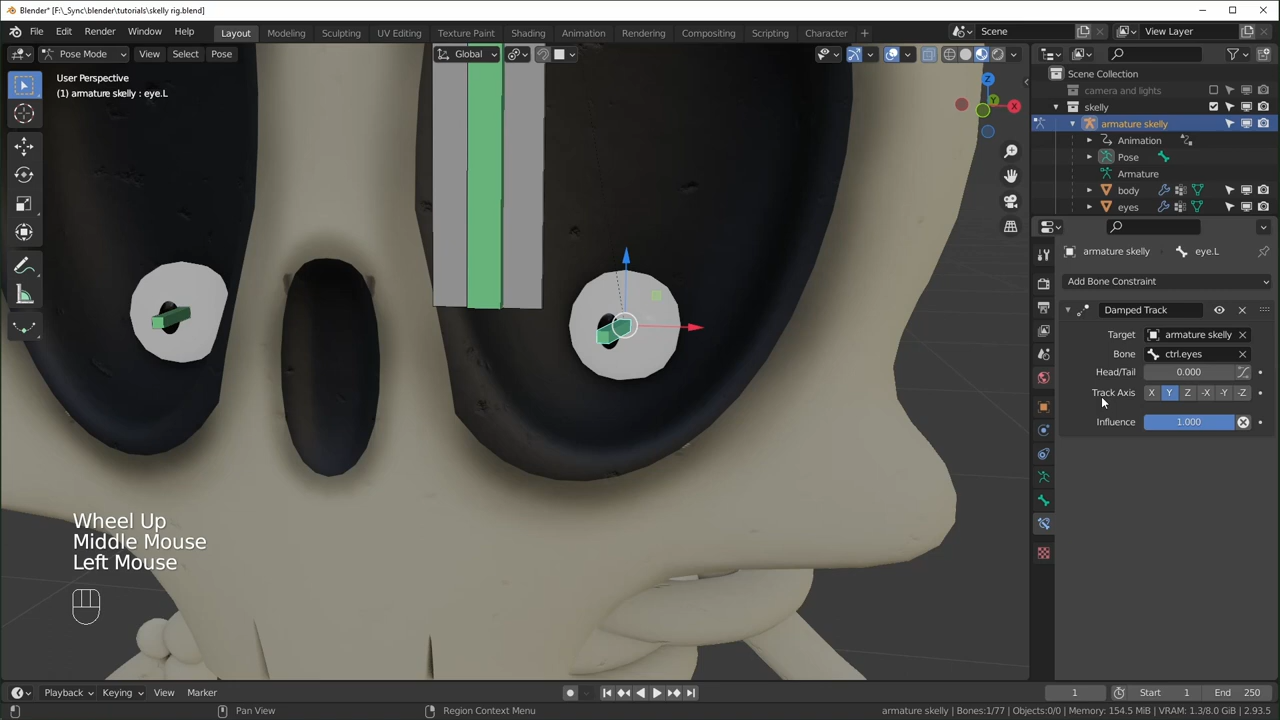 Blender* [F:\_Sync\blender\tutorials\skelly rig.blend]
File Edit Render Window Help Layout Modeling Sculpting UV Editing Texture Paint Shading Animation Rendering Compositing Scripting Character + Scene View Layer
Pose Mode View Select Pose Global
User Perspective
(1) armature skelly : eye.L
Z
Y
X
Scene Collection
camera and lights
skelly
armature skelly
Animation
Pose
Armature
body
eyes
armature skelly > eye.L
Add Bone Constraint
Damped Track
Target armature skelly
Bone ctrl.eyes
Head/Tail 0.000
Track Axis X Y Z -X -Y -Z
Influence 1.000
Wheel Up
Middle Mouse
Left Mouse
Playback Keying View Marker 1 Start 1 End 250
Pan View Region Context Menu armature skelly | Bones:1/77 | Objects:0/0 | Memory: 154.5 MiB | VRAM: 1.3/8.0 GiB | 2.93.5